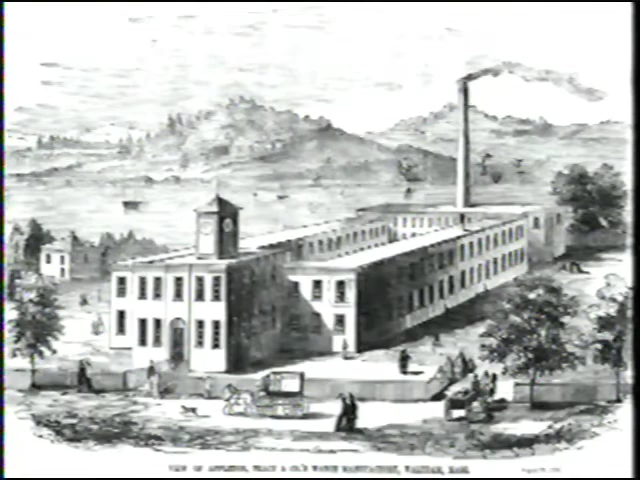 VIEW OF APPLETON, TRACY & CO.'S WATCH MANUFACTORY, WALTHAM, MASS.